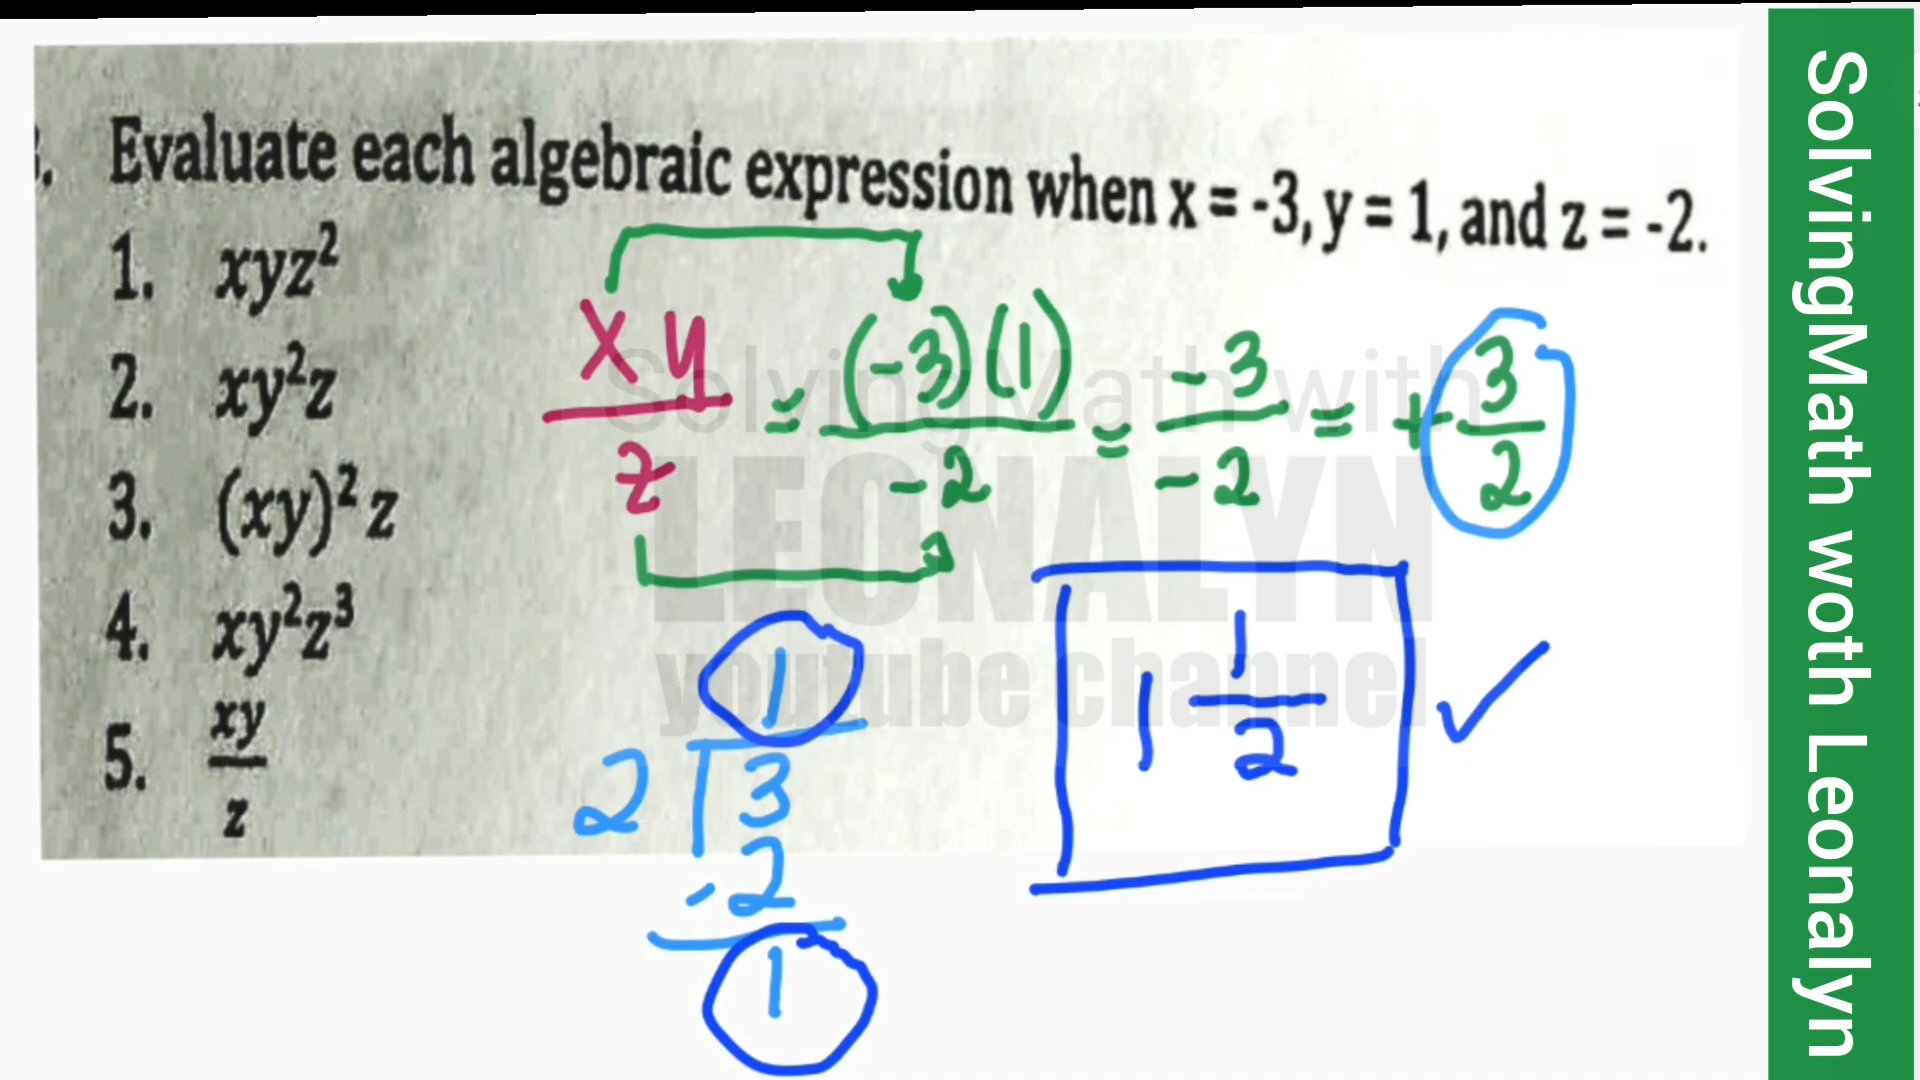 Evaluate each algebraic expression when x = -3, y = 1, and z = -2.
1. xyz²
2. xy²z
3. (xy)²z
4. xy²z³
5. xy/z
xy/z = (-3)(1)/-2 = -3/-2 = +3/2
1
2 3
-2
1
1 1/2
Solving Math with
LEONALYN
youtube channel
SolvingMath woth Leonalyn